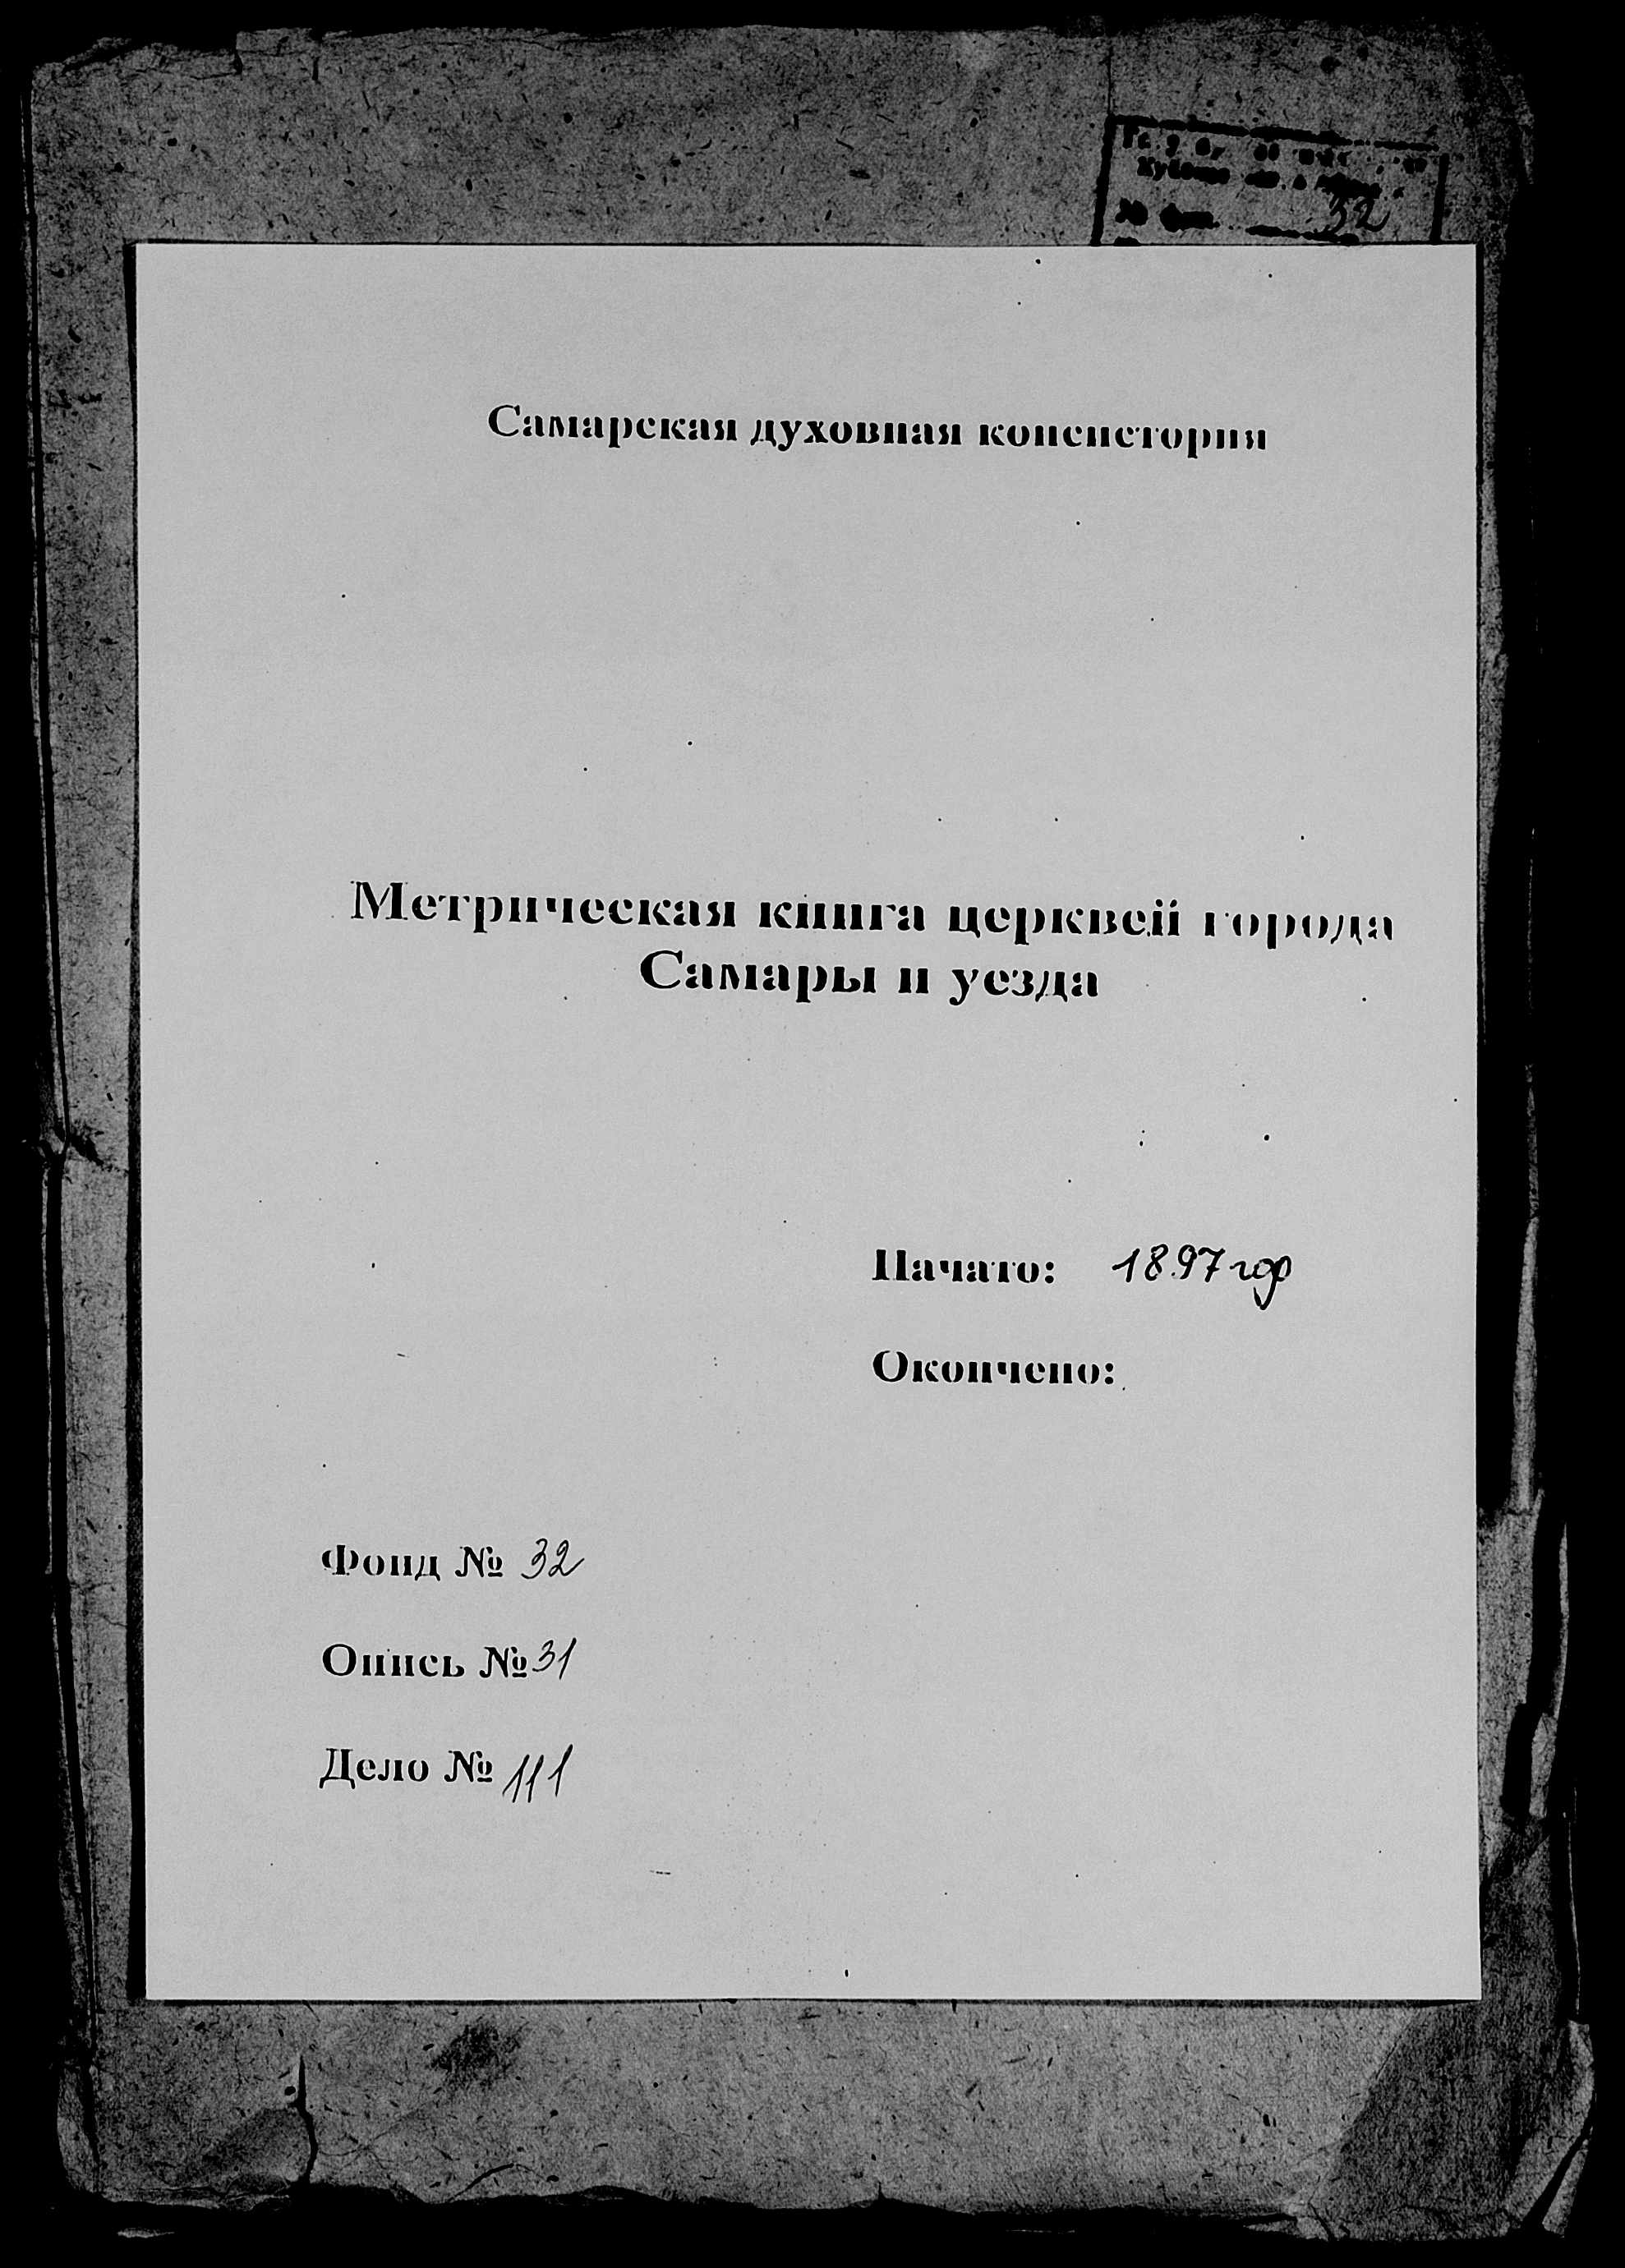 32
Самарская духовная консистория
Метрическая книга церквей города
Самары и уезда
Начато: 1897 год
Окончено:
Фонд № 32
Опись № 31
Дело № 111